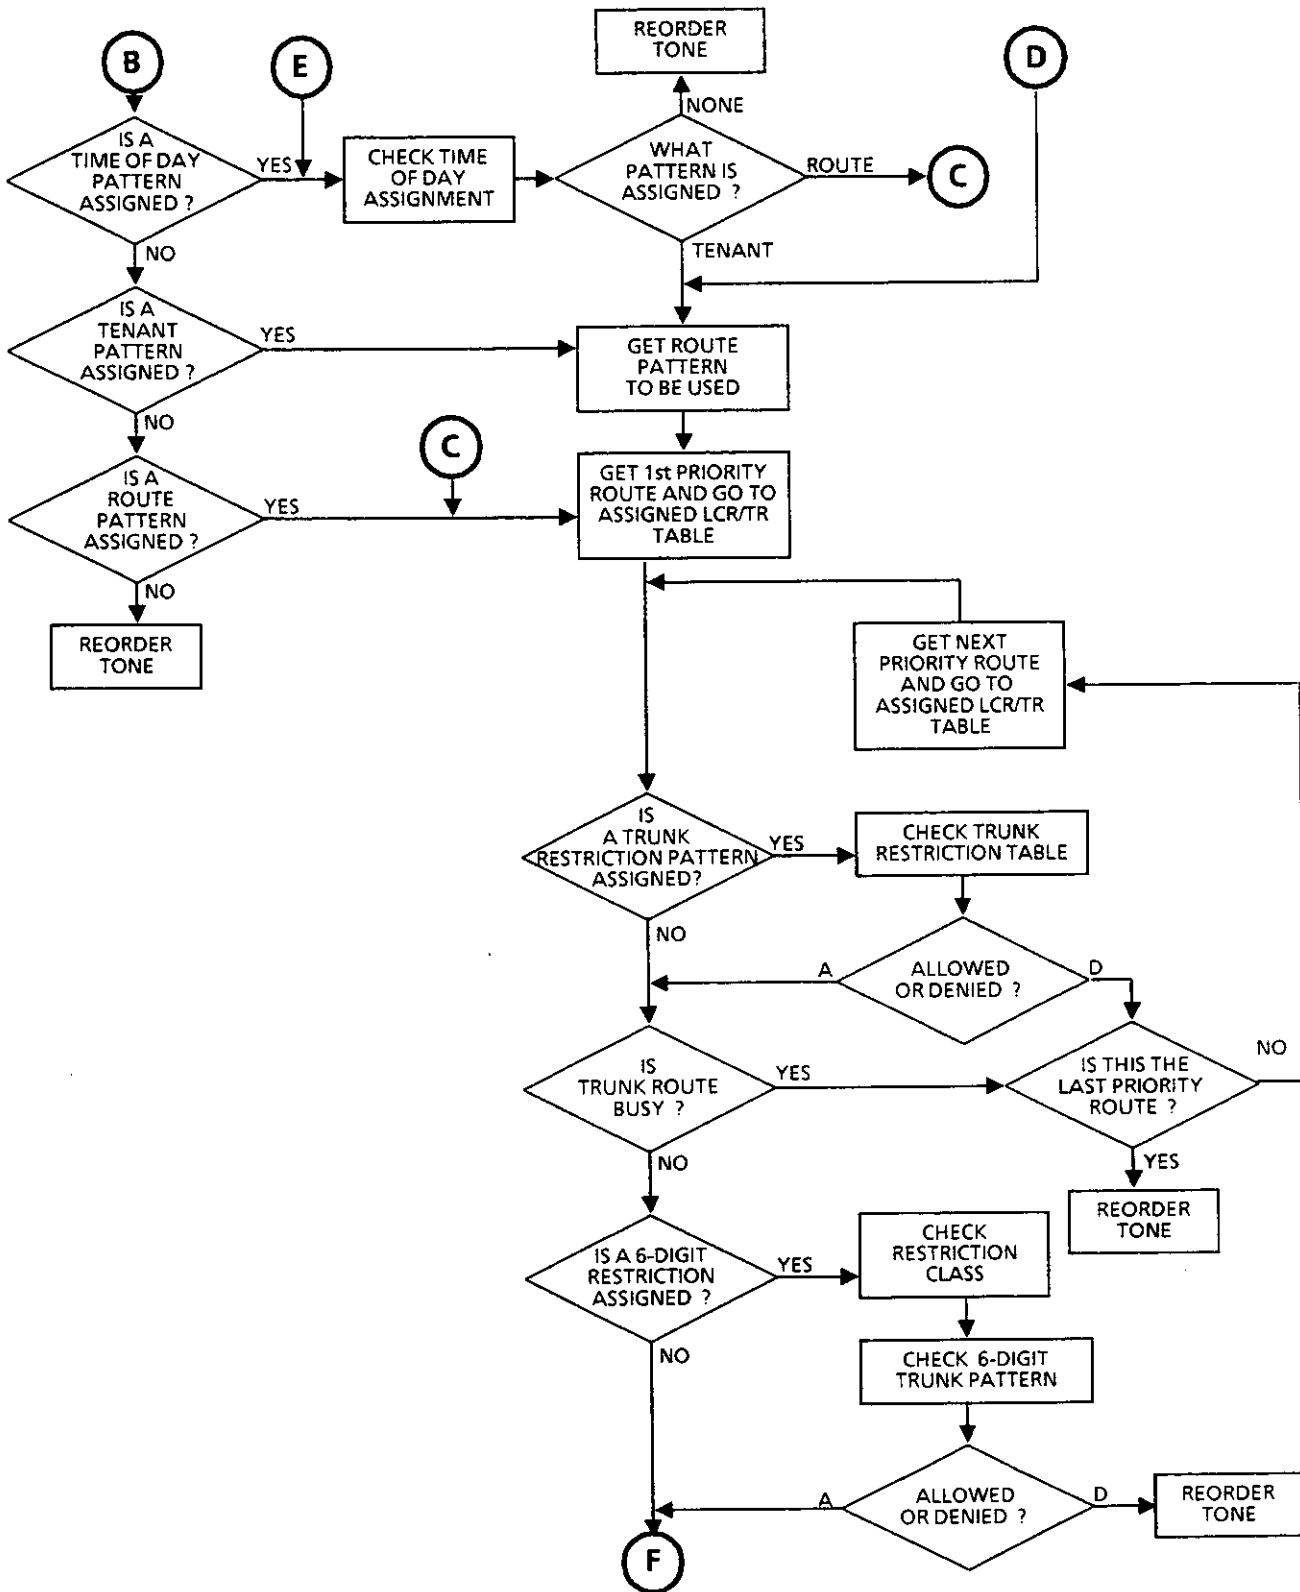 REORDER
TONE
B
E
D
NONE
IS A
TIME OF DAY
PATTERN
ASSIGNED ?
YES
CHECK TIME
OF DAY
ASSIGNMENT
WHAT
PATTERN IS
ASSIGNED ?
ROUTE
C
NO
TENANT
IS A
TENANT
PATTERN
ASSIGNED ?
YES
GET ROUTE
PATTERN
TO BE USED
NO
C
IS A
ROUTE
PATTERN
ASSIGNED ?
YES
GET 1st PRIORITY
ROUTE AND GO TO
ASSIGNED LCR/TR
TABLE
NO
REORDER
TONE
GET NEXT
PRIORITY ROUTE
AND GO TO
ASSIGNED LCR/TR
TABLE
IS
A TRUNK
RESTRICTION PATTERN
ASSIGNED?
YES
CHECK TRUNK
RESTRICTION TABLE
NO
A
ALLOWED
OR DENIED ?
D
IS
TRUNK ROUTE
BUSY ?
YES
IS THIS THE
LAST PRIORITY
ROUTE ?
NO
NO
YES
REORDER
TONE
IS A 6-DIGIT
RESTRICTION
ASSIGNED ?
YES
CHECK
RESTRICTION
CLASS
NO
CHECK 6-DIGIT
TRUNK PATTERN
A
ALLOWED
OR DENIED ?
D
REORDER
TONE
F